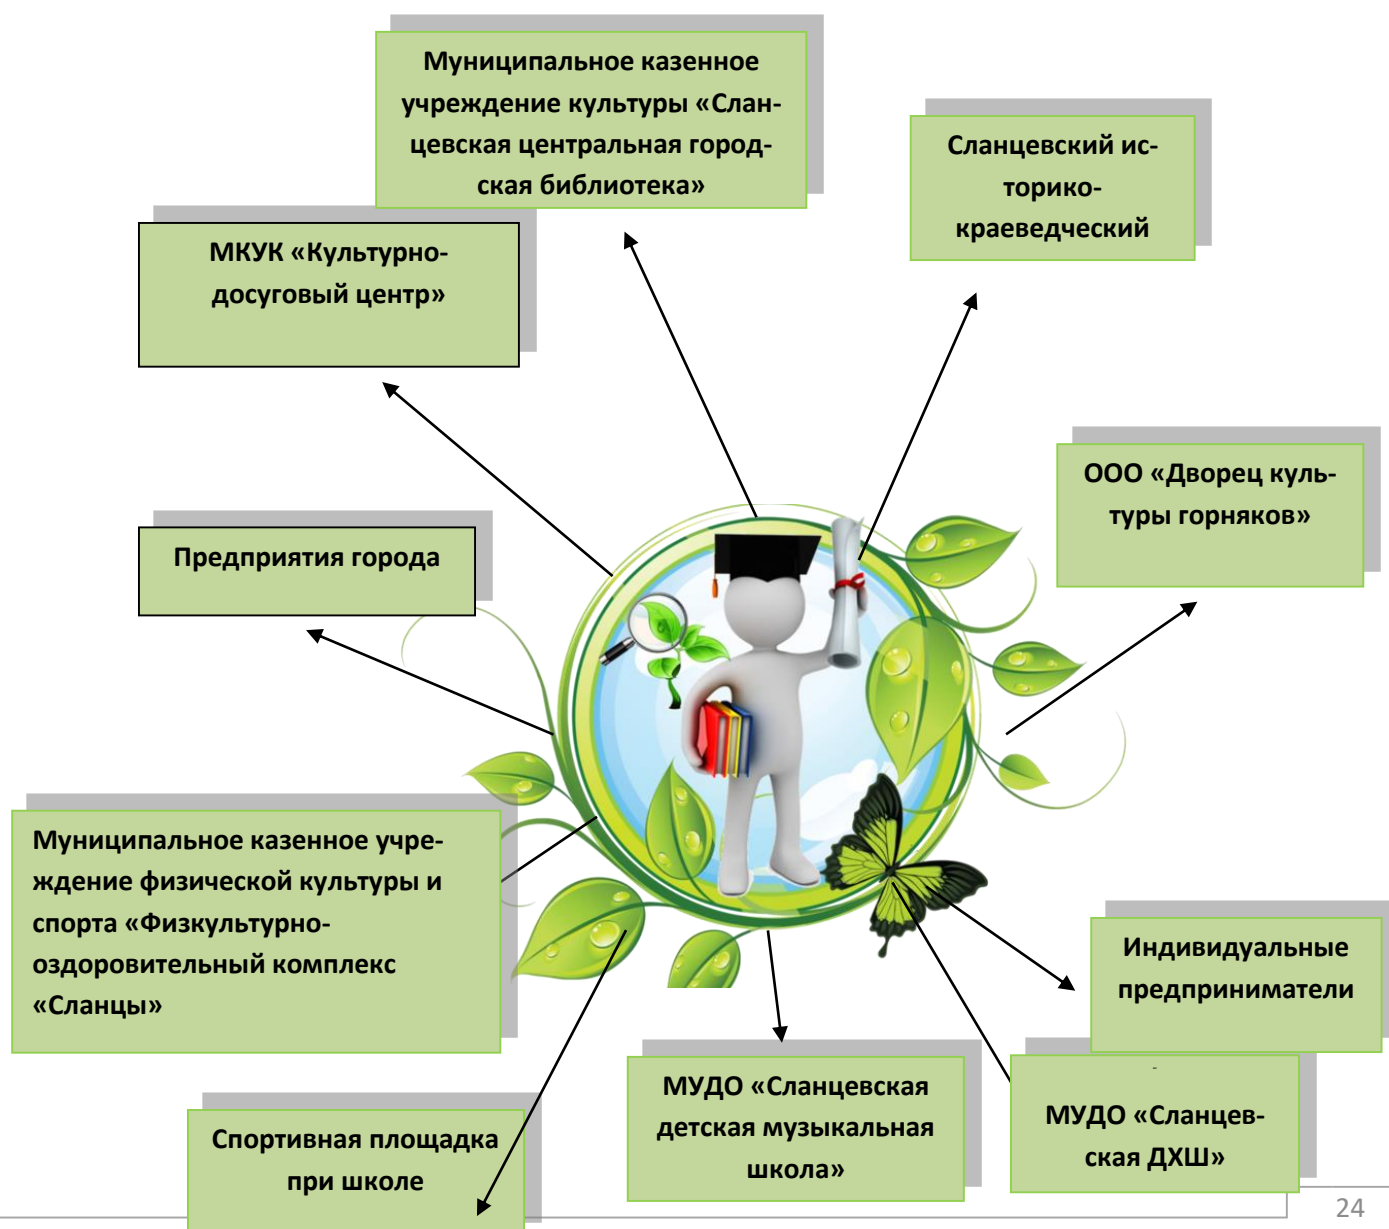 Муниципальное казенное
учреждение культуры «Слан-
цевская центральная город-
ская библиотека»
Сланцевский ис-
торико-
краеведческий
МКУК «Культурно-
досуговый центр»
ООО «Дворец куль-
туры горняков»
Предприятия города
Муниципальное казенное учре-
ждение физической культуры и
спорта «Физкультурно-
оздоровительный комплекс
«Сланцы»
Индивидуальные
предприниматели
МУДО «Сланцевская
детская музыкальная
школа»
МУДО «Сланцев-
ская ДХШ»
Спортивная площадка
при школе
24